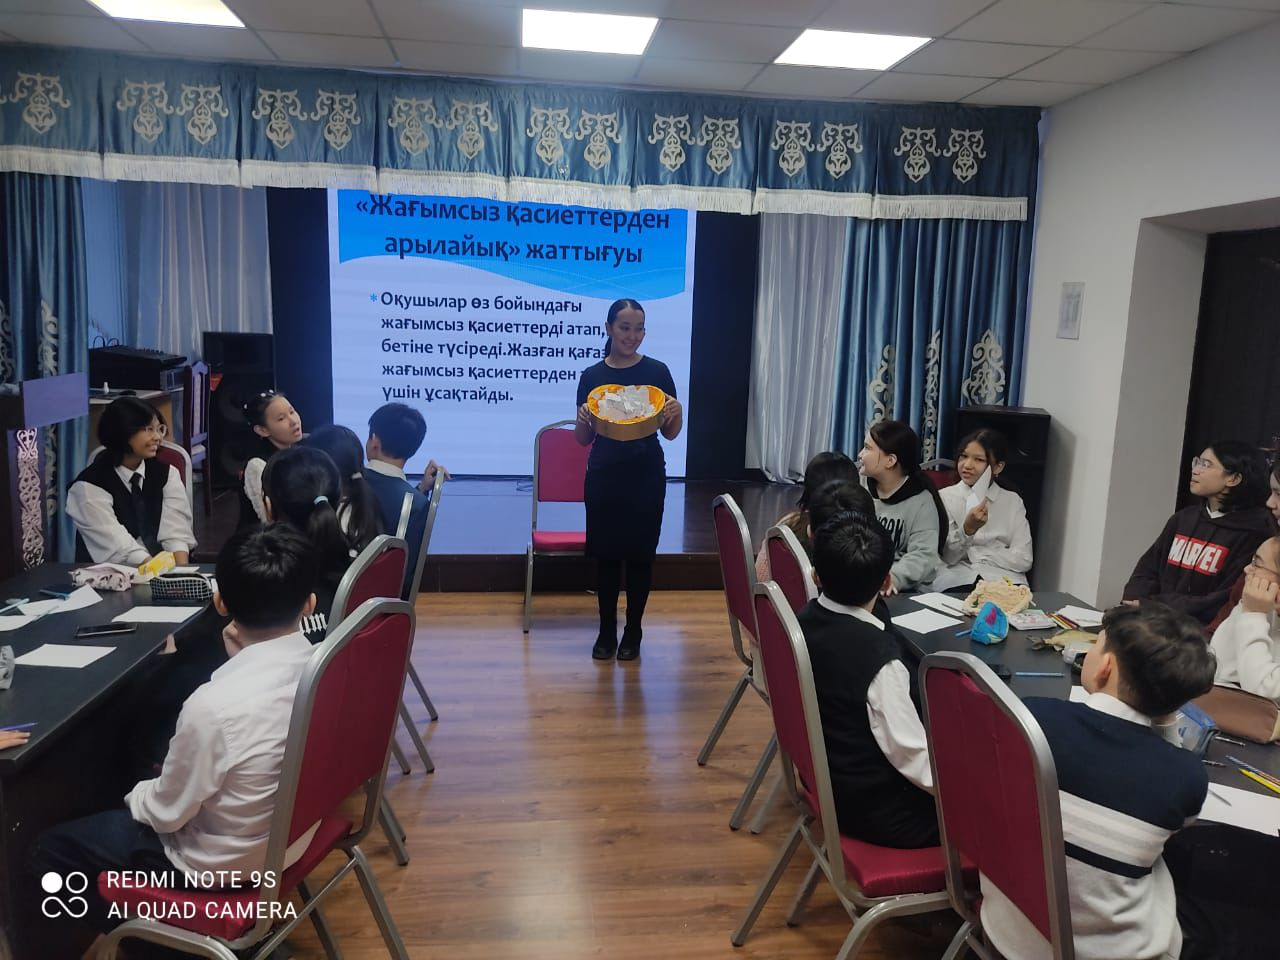 «Жағымсыз қасиеттерден
арылайық» жаттығуы
Оқушылар өз бойындағы
жағымсыз қасиеттерді атап,
бетіне түсіреді.Жазған
жағымсыз қасиеттерден
үшін ұсақтайды.
MARVEL
REDMI NOTE 9S
AI QUAD CAMERA